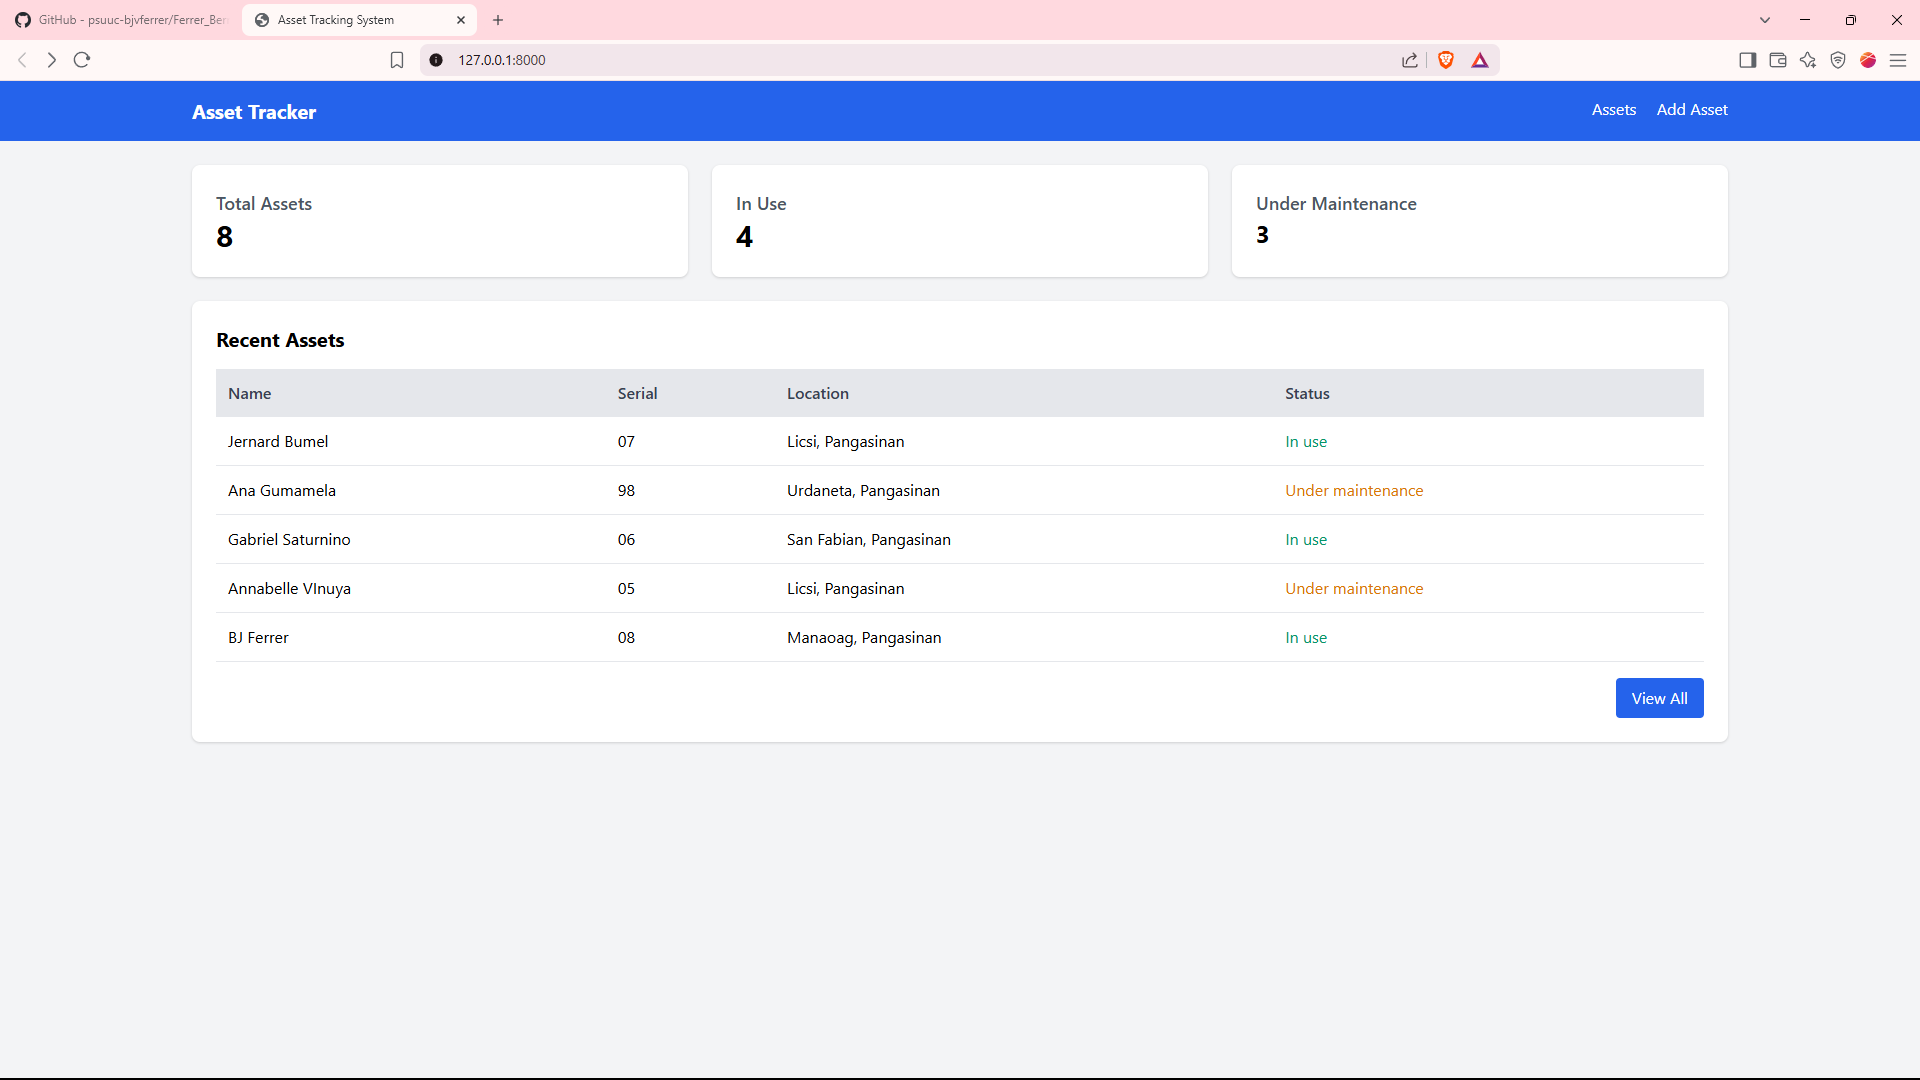 GitHub - psuuc-bjvferrer/Ferrer_Ber
Asset Tracking System
127.0.0.1:8000
Asset Tracker
Assets Add Asset
Total Assets
8
In Use
4
Under Maintenance
3
Recent Assets
Name Serial Location Status
Jernard Bumel 07 Licsi, Pangasinan In use
Ana Gumamela 98 Urdaneta, Pangasinan Under maintenance
Gabriel Saturnino 06 San Fabian, Pangasinan In use
Annabelle VInuya 05 Licsi, Pangasinan Under maintenance
BJ Ferrer 08 Manaoag, Pangasinan In use
View All